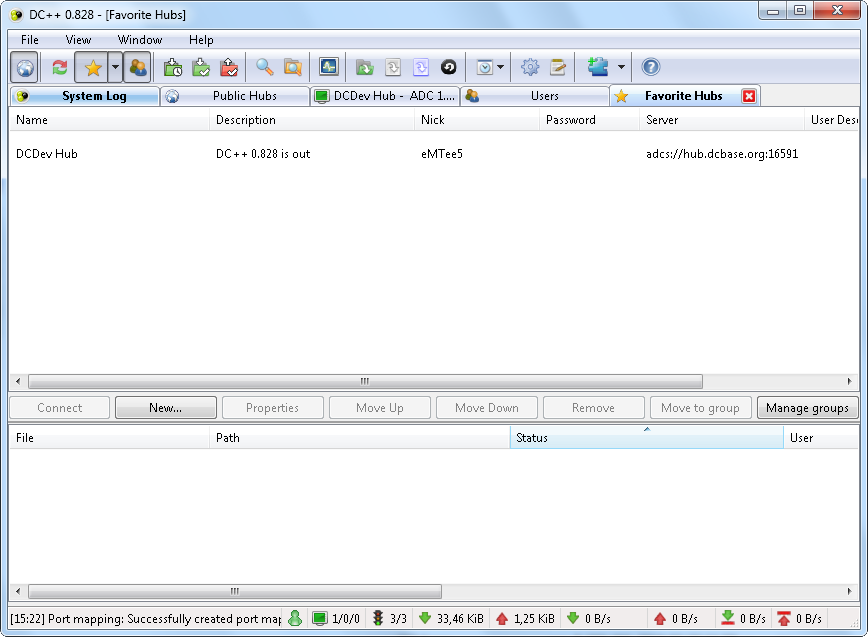 DC++ 0.828 - [Favorite Hubs]
File View Window Help
System Log Public Hubs DCDev Hub - ADC 1.... Users Favorite Hubs
Name Description Nick Password Server User Desc
DCDev Hub DC++ 0.828 is out eMTee5 adcs://hub.dcbase.org:16591
Connect New... Properties Move Up Move Down Remove Move to group Manage groups
File Path Status User
[15:22] Port mapping: Successfully created port map 1/0/0 3/3 33,46 KiB 1,25 KiB 0 B/s 0 B/s 0 B/s 0 B/s